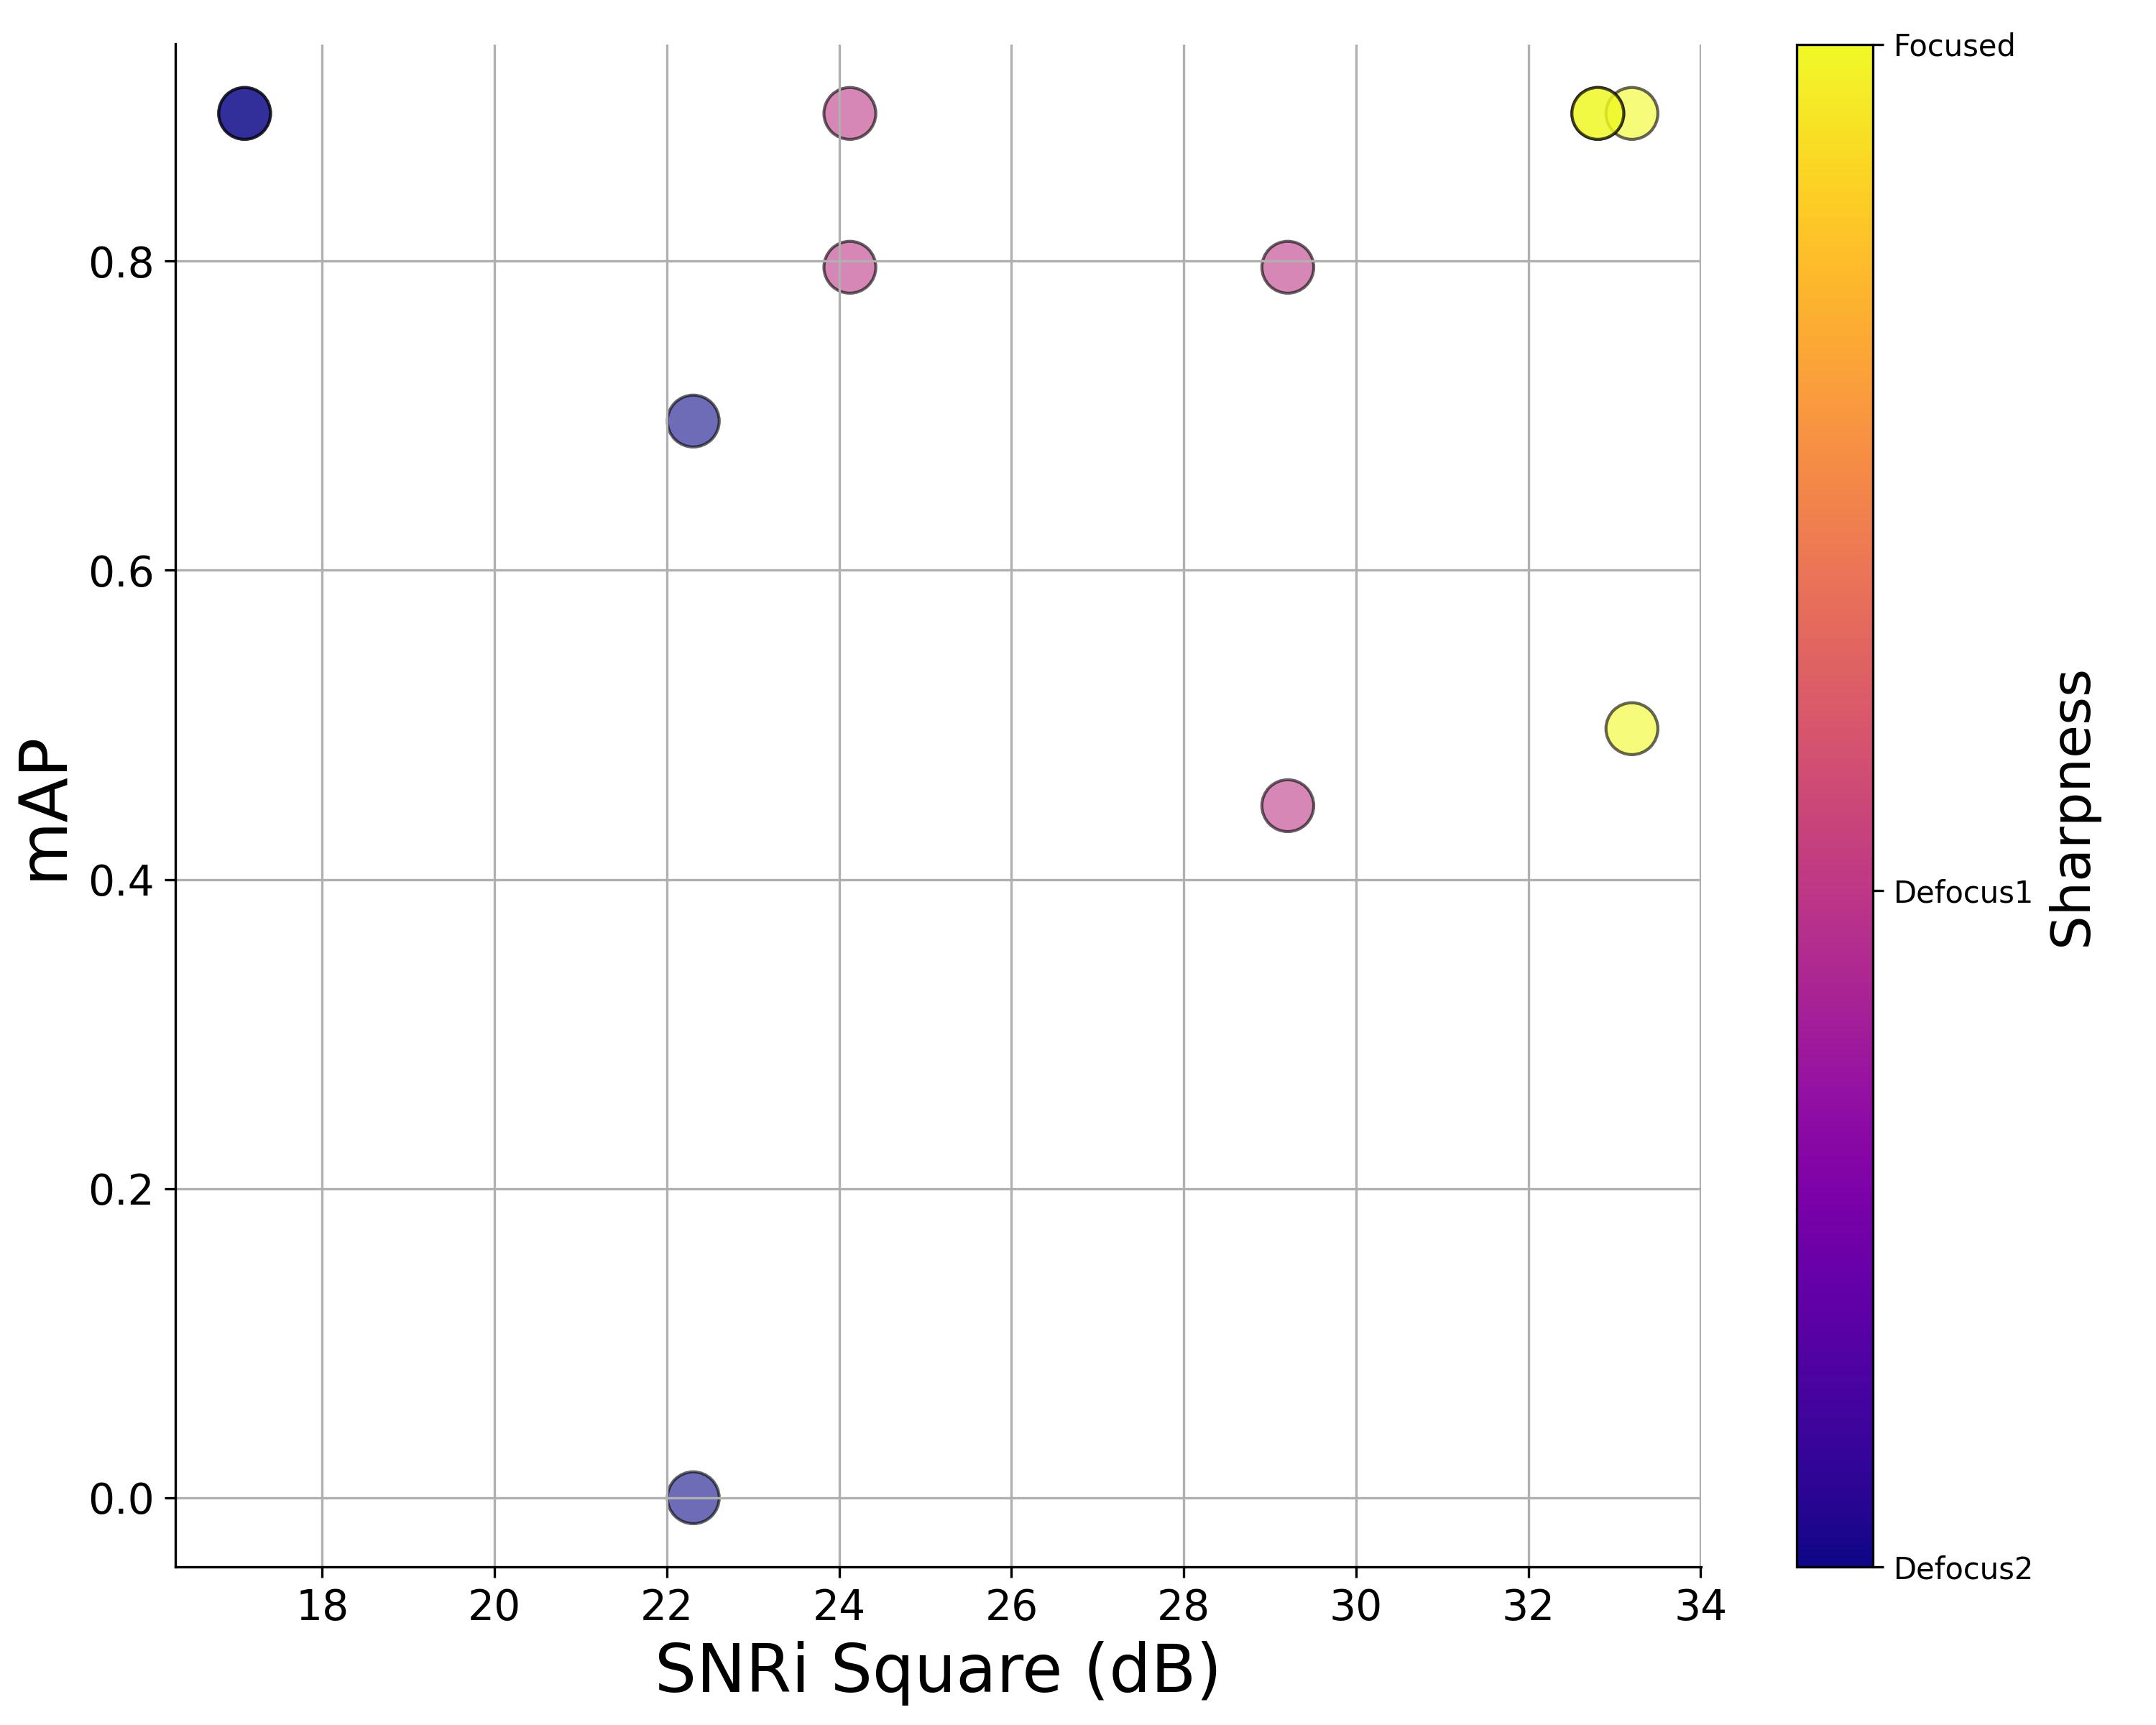 mAP
0.8
0.6
0.4
0.2
0.0
18 20 22 24 26 28 30 32 34
SNRi Square (dB)
Focused
Defocus1
Defocus2
Sharpness